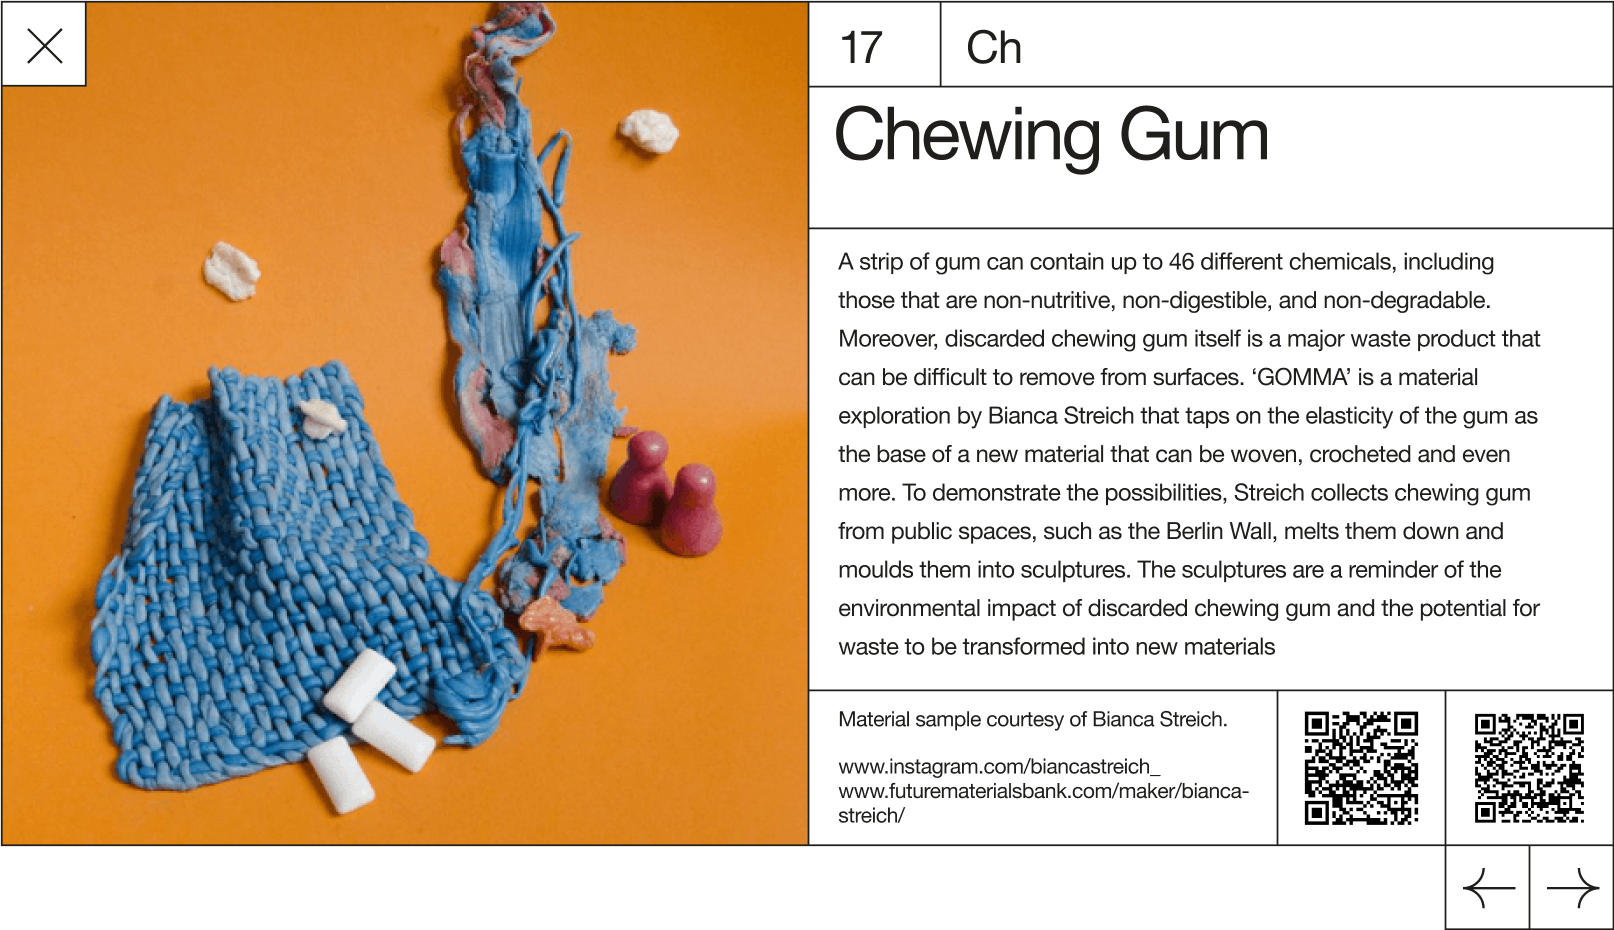 17
Ch
Chewing Gum
A strip of gum can contain up to 46 different chemicals, including
those that are non-nutritive, non-digestible, and non-degradable.
Moreover, discarded chewing gum itself is a major waste product that
can be difficult to remove from surfaces. ‘GOMMA’ is a material
exploration by Bianca Streich that taps on the elasticity of the gum as
the base of a new material that can be woven, crocheted and even
more. To demonstrate the possibilities, Streich collects chewing gum
from public spaces, such as the Berlin Wall, melts them down and
moulds them into sculptures. The sculptures are a reminder of the
environmental impact of discarded chewing gum and the potential for
waste to be transformed into new materials
Material sample courtesy of Bianca Streich.
www.instagram.com/biancastreich_
www.futurematerialsbank.com/maker/bianca-
streich/